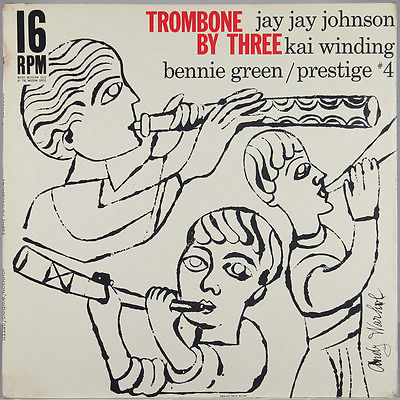 16
RPM
TROMBONE jay jay johnson
BY THREE kai winding
bennie green / prestige #4
Andy Warhol